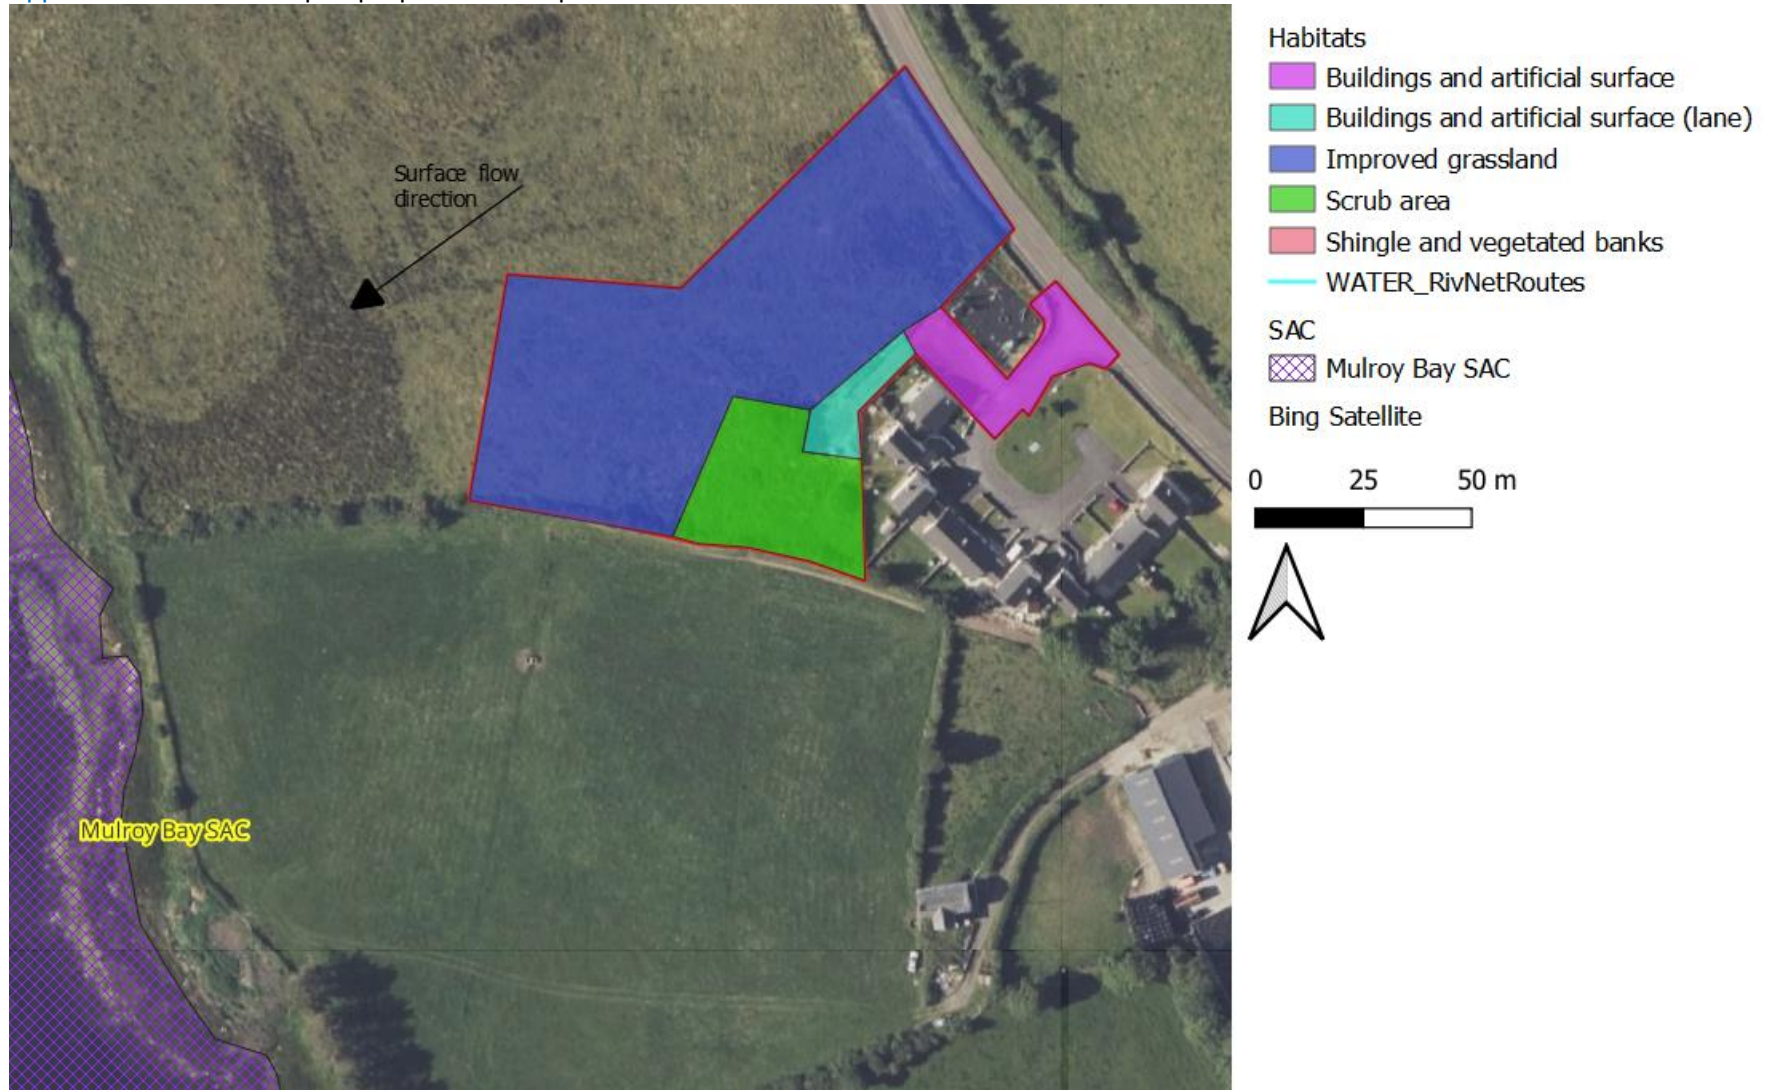 Surface flow
direction
Mulroy Bay SAC
Habitats
Buildings and artificial surface
Buildings and artificial surface (lane)
Improved grassland
Scrub area
Shingle and vegetated banks
WATER_RivNetRoutes
SAC
Mulroy Bay SAC
Bing Satellite
0 25 50 m